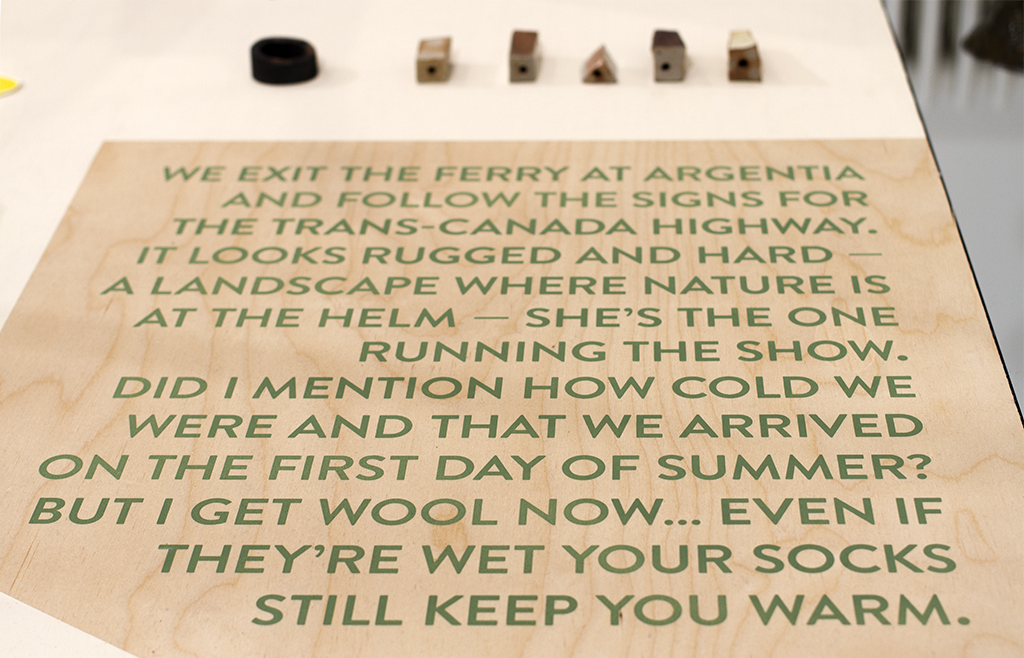 WE EXIT THE FERRY AT ARGENTIA
AND FOLLOW THE SIGNS FOR
THE TRANS-CANADA HIGHWAY.
IT LOOKS RUGGED AND HARD —
A LANDSCAPE WHERE NATURE IS
AT THE HELM — SHE'S THE ONE
RUNNING THE SHOW.
DID I MENTION HOW COLD WE
WERE AND THAT WE ARRIVED
ON THE FIRST DAY OF SUMMER?
BUT I GET WOOL NOW... EVEN IF
THEY'RE WET YOUR SOCKS
STILL KEEP YOU WARM.